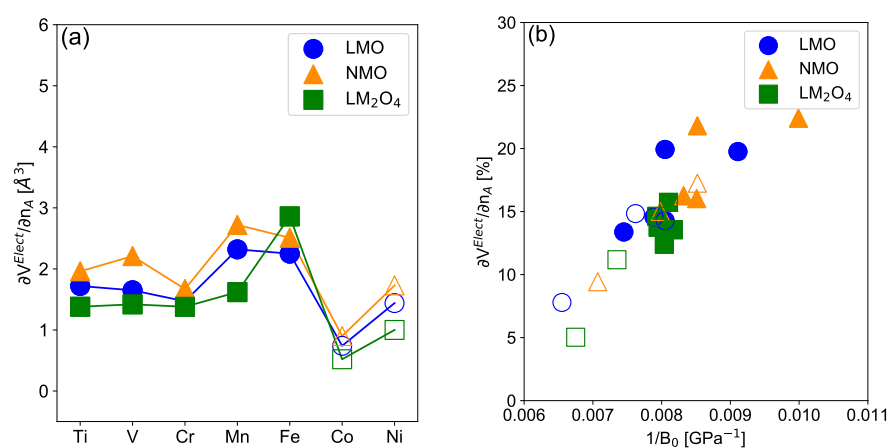 (a)
LMO
NMO
LM₂O₄
∂V^Elect/∂n_A [Å³]
6
5
4
3
2
1
0
Ti V Cr Mn Fe Co Ni
(b)
LMO
NMO
LM₂O₄
∂V^Elect/∂n_A [%]
30
25
20
15
10
5
0
0.006 0.007 0.008 0.009 0.010 0.011
1/B₀ [GPa⁻¹]